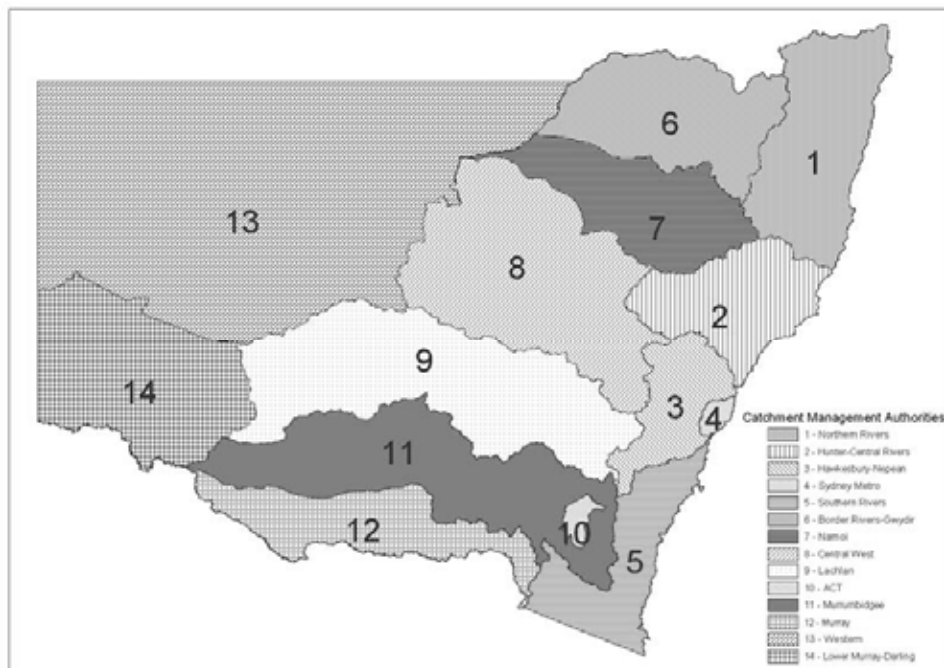 6
1
13
7
8
2
9
14
3
4
11
10
12
5
Catchment Management Authorities
1 - Northern Rivers
2 - Hunter-Central Rivers
3 - Hawkesbury-Nepean
4 - Sydney Metro
5 - Southern Rivers
6 - Border Rivers-Gwydir
7 - Namoi
8 - Central West
9 - Lachlan
10 - ACT
11 - Murrumbidgee
12 - Murray
13 - Western
14 - Lower Murray-Darling